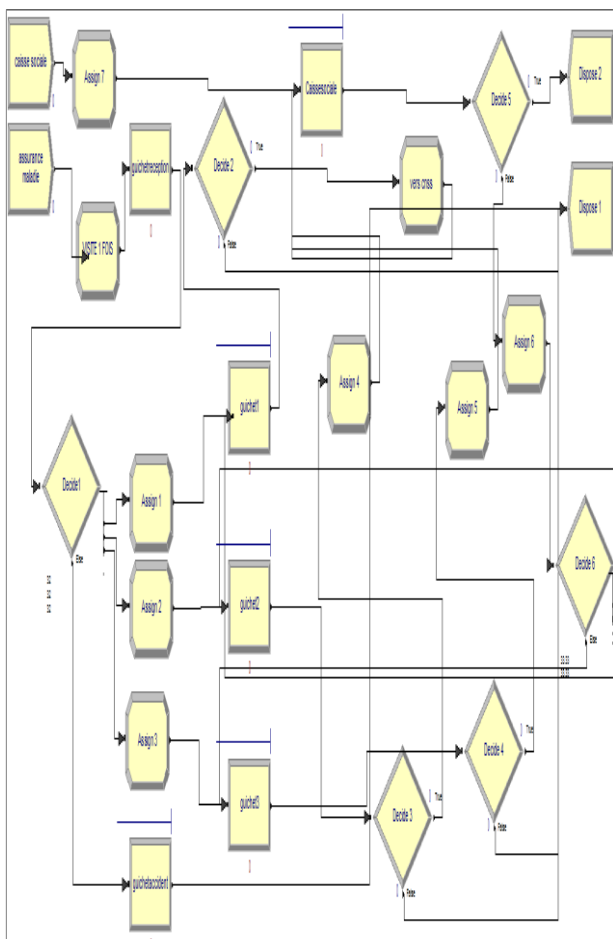 caisse sociale
Assign 7
Caissesociale
Decide 5
True
Dispose 2
False
assurance maladie
VISITE 1 FOIS
guichetreception
Decide 2
True
False
vers cnss
Dispose 1
guichet1
Assign 4
Assign 5
Assign 6
Decide1
Else
Assign 1
Assign 2
Assign 3
guichet2
guichet3
guichetaccident
Decide 3
True
False
Decide 4
True
False
Decide 6
Else